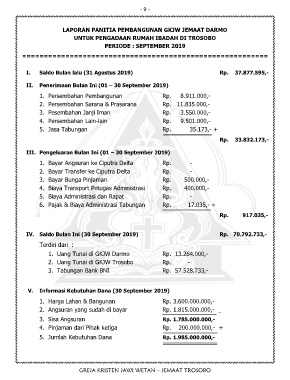 - 9 -
LAPORAN PANITIA PEMBANGUNAN GKJW JEMAAT DARMO
UNTUK PENGADAAN RUMAH IBADAH DI TROSOBO
PERIODE : SEPTEMBER 2019
I. Saldo Bulan lalu (31 Agustus 2019) Rp. 37.877.595,-
II. Penerimaan Bulan Ini (01 – 30 September 2019)
1. Persembahan Pembangunan Rp. 8.911.000,-
2. Persembahan Sarana & Prasarana Rp. 11.835.000,-
3. Pesembahan Janji Iman Rp. 3.550.000,-
4. Persembahan Lain-lain Rp. 9.501.000,-
5. Jasa Tabungan Rp. 35.173,- +
Rp. 33.832.173,-
III. Pengeluaran Bulan Ini (01 – 30 September 2019)
1. Bayar Angsuran ke Ciputra Delta Rp. -
2. Bayar Transfer ke Ciputra Delta Rp. -
3. Bayar Bunga Pinjaman Rp. 500.000,-
4. Biaya Transport Petugas Administrasi Rp. 400.000,-
5. Biaya Administrasi dan Rapat Rp. -
6. Pajak & Biaya Administrasi Tabungan Rp. 17.035,- +
Rp. 917.035,-
IV. Saldo Bulan Ini (30 September 2019) Rp. 70.792.733,-
Terdiri dari :
1. Uang Tunai di GKJW Darmo Rp. 13.264.000,-
2. Uang Tunai di GKJW Trosobo Rp. -
3. Tabungan Bank BNI Rp. 57.528.733,-
V. Informasi Kebutuhan Dana (30 September 2019)
1. Harga Lahan & Bangunan Rp. 3.600.000.000,-
2. Angsuran yang sudah di bayar Rp. 1.815.000.000,- _
3. Sisa Angsuran Rp. 1.785.000.000,-
4. Pinjaman dari Pihak ketiga Rp. 200.000.000,- +
5. Jumlah Kebutuhan Rp. 1.985.000.000,-
GREJA KRISTEN JAWI WETAN – JEMAAT TROSOBO